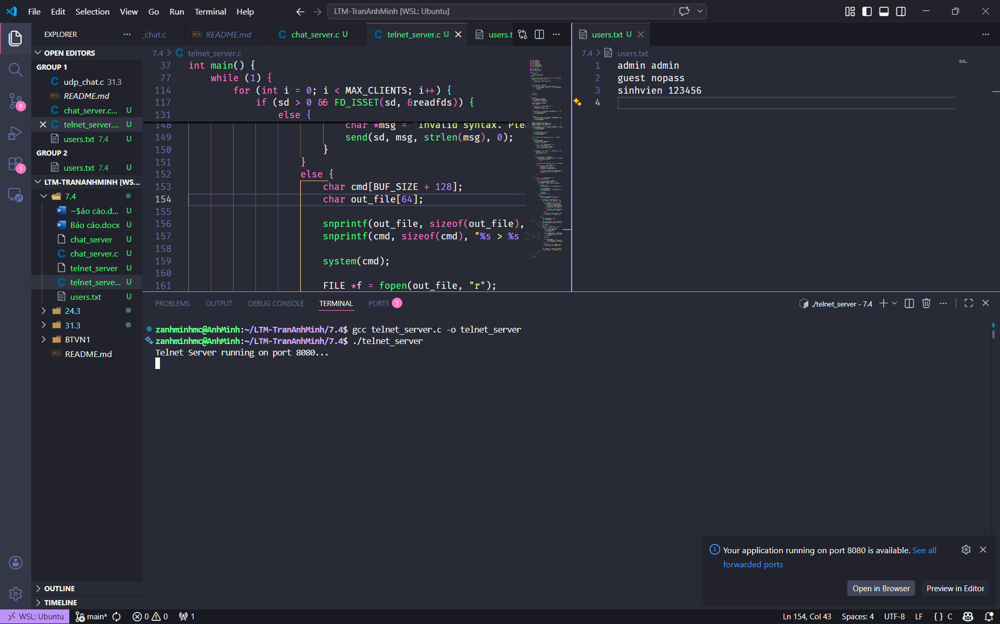 File Edit Selection View Go Run Terminal Help
LTM-TranAnhMinh [WSL: Ubuntu]
EXPLORER
_chat.c
README.md
chat_server.c U
telnet_server.c U
users.t
users.txt U
OPEN EDITORS
GROUP 1
udp_chat.c 31.3
README.md
chat_server.c... U
telnet_server.... U
users.txt 7.4 U
GROUP 2
users.txt 7.4 U
LTM-TRANANHMINH [WS...
7.4
~$áo cáo.d... U
Báo cáo.docx U
chat_server U
chat_server.c U
telnet_server U
telnet_serve... U
users.txt U
24.3
31.3
BTVN1
README.md
OUTLINE
TIMELINE
9
1
7.4 > telnet_server.c
37 int main() {
77 while (1) {
114 for (int i = 0; i < MAX_CLIENTS; i++) {
117 if (sd > 0 && FD_ISSET(sd, &readfds)) {
131 else {
148 char *msg = "Invalid syntax. Ple
149 send(sd, msg, strlen(msg), 0);
150 }
151 }
152 else {
153 char cmd[BUF_SIZE + 128];
154 char out_file[64];
155
156 snprintf(out_file, sizeof(out_file), "o
157 snprintf(cmd, sizeof(cmd), "%s > %s 2>&
158
159 system(cmd);
160
161 FILE *f = fopen(out_file, "r");
7.4 > users.txt
1 admin admin
2 guest nopass
3 sinhvien 123456
4
PROBLEMS OUTPUT DEBUG CONSOLE TERMINAL PORTS 1
./telnet_server - 7.4
zanhminhmc@AnhMinh:~/LTM-TranAnhMinh/7.4$ gcc telnet_server.c -o telnet_server
zanhminhmc@AnhMinh:~/LTM-TranAnhMinh/7.4$ ./telnet_server
Telnet Server running on port 8080...
Your application running on port 8080 is available. See all
forwarded ports
Open in Browser
Preview in Editor
WSL: Ubuntu main* 0 0 1
Ln 154, Col 43 Spaces: 4 UTF-8 LF {} C